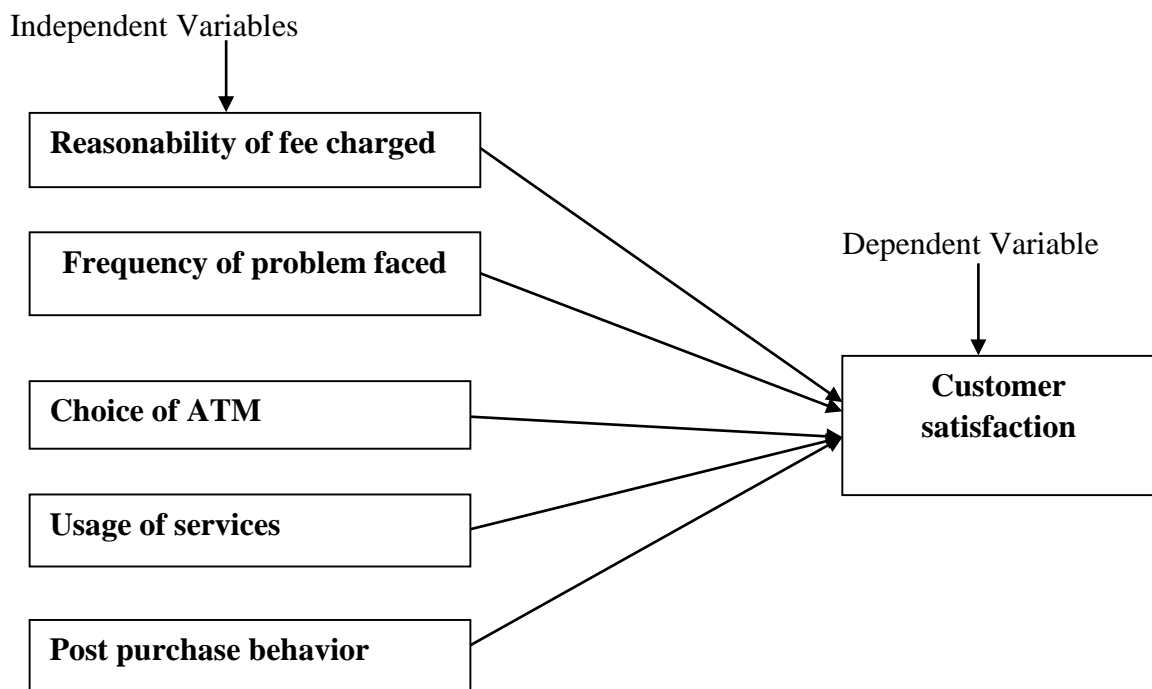 Independent Variables
Reasonability of fee charged
Frequency of problem faced
Dependent Variable
Customer
satisfaction
Choice of ATM
Usage of services
Post purchase behavior